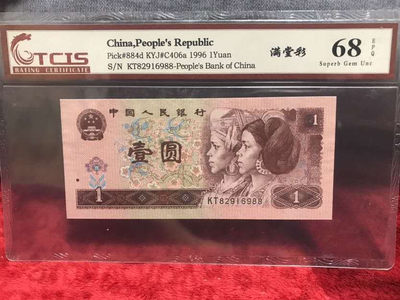 TCIS
RATING CERTIFICATE
China,People's Republic
Pick#884d KYJ#C406a 1996 1Yuan
S/N KT82916988-People's Bank of China
满堂彩
68 EPQ
Superb Gem Unc
中国人民银行
1
壹圆
1
KT82916988
1